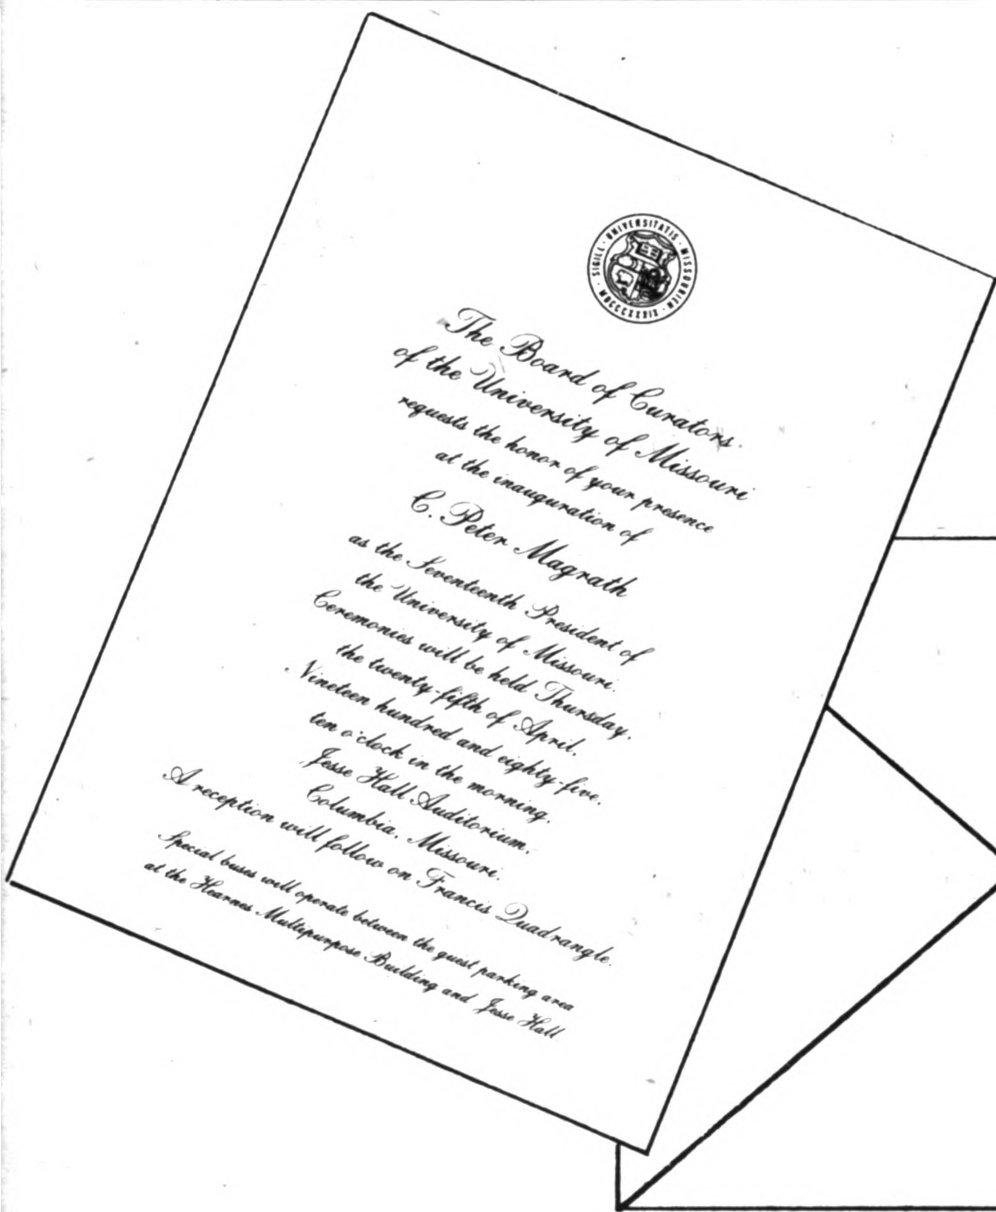 SIGILL · UNIVERSITATIS · MISSOURIEN · MDCCCXXXIX ·
The Board of Curators
of the University of Missouri
requests the honor of your presence
at the inauguration of
C. Peter Magrath
as the Seventeenth President of
the University of Missouri.
Ceremonies will be held Thursday,
the twenty-fifth of April,
Nineteen hundred and eighty-five,
ten o'clock in the morning,
Jesse Hall Auditorium,
Columbia, Missouri.
A reception will follow on Francis Quadrangle.
Special buses will operate between the guest parking area
at the Hearnes Multipurpose Building and Jesse Hall